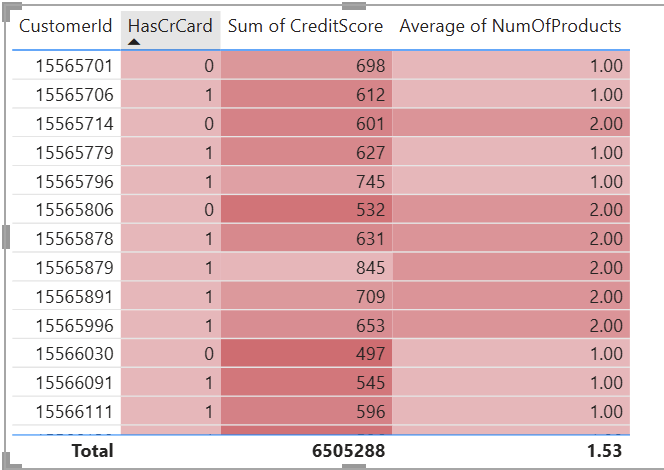 CustomerId HasCrCard Sum of CreditScore Average of NumOfProducts
15565701 0 698 1.00
15565706 1 612 1.00
15565714 0 601 2.00
15565779 1 627 1.00
15565796 1 745 1.00
15565806 0 532 2.00
15565878 1 631 2.00
15565879 1 845 2.00
15565891 1 709 2.00
15565996 1 653 2.00
15566030 0 497 1.00
15566091 1 545 1.00
15566111 1 596 1.00
Total 6505288 1.53